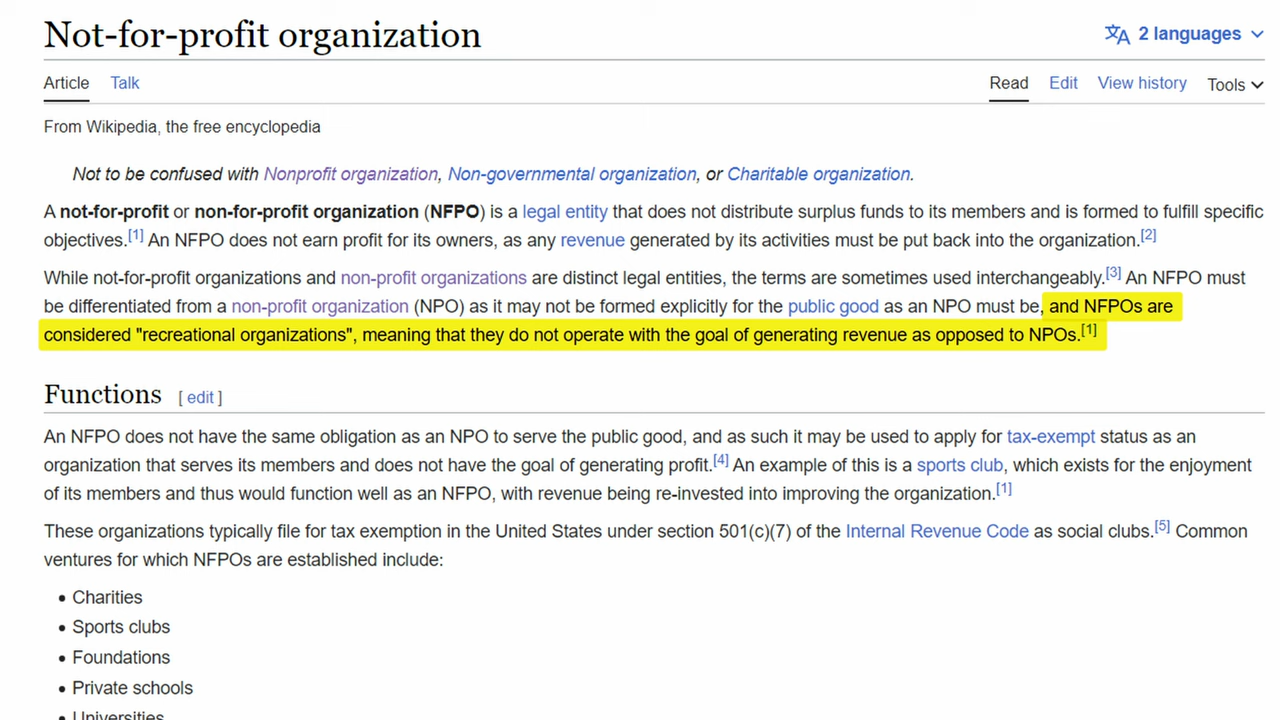 Not-for-profit organization
2 languages
Article Talk Read Edit View history Tools
From Wikipedia, the free encyclopedia
Not to be confused with Nonprofit organization, Non-governmental organization, or Charitable organization.
A not-for-profit or non-for-profit organization (NFPO) is a legal entity that does not distribute surplus funds to its members and is formed to fulfill specific
objectives.[1] An NFPO does not earn profit for its owners, as any revenue generated by its activities must be put back into the organization.[2]
While not-for-profit organizations and non-profit organizations are distinct legal entities, the terms are sometimes used interchangeably.[3] An NFPO must
be differentiated from a non-profit organization (NPO) as it may not be formed explicitly for the public good as an NPO must be, and NFPOs are
considered "recreational organizations", meaning that they do not operate with the goal of generating revenue as opposed to NPOs.[1]
Functions [ edit ]
An NFPO does not have the same obligation as an NPO to serve the public good, and as such it may be used to apply for tax-exempt status as an
organization that serves its members and does not have the goal of generating profit.[4] An example of this is a sports club, which exists for the enjoyment
of its members and thus would function well as an NFPO, with revenue being re-invested into improving the organization.[1]
These organizations typically file for tax exemption in the United States under section 501(c)(7) of the Internal Revenue Code as social clubs.[5] Common
ventures for which NFPOs are established include:
• Charities
• Sports clubs
• Foundations
• Private schools
• Universities